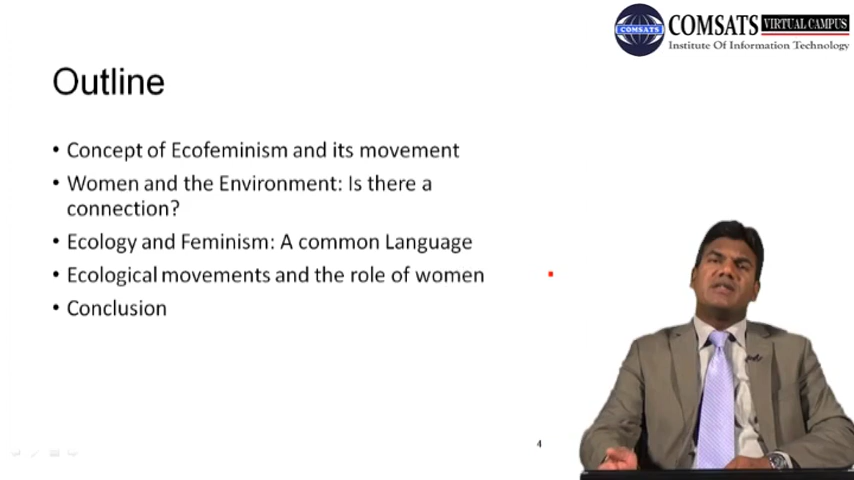 COMSATS
COMSATS VIRTUAL CAMPUS
Institute Of Information Technology
Outline
• Concept of Ecofeminism and its movement
• Women and the Environment: Is there a
connection?
• Ecology and Feminism: A common Language
• Ecological movements and the role of women
• Conclusion
4